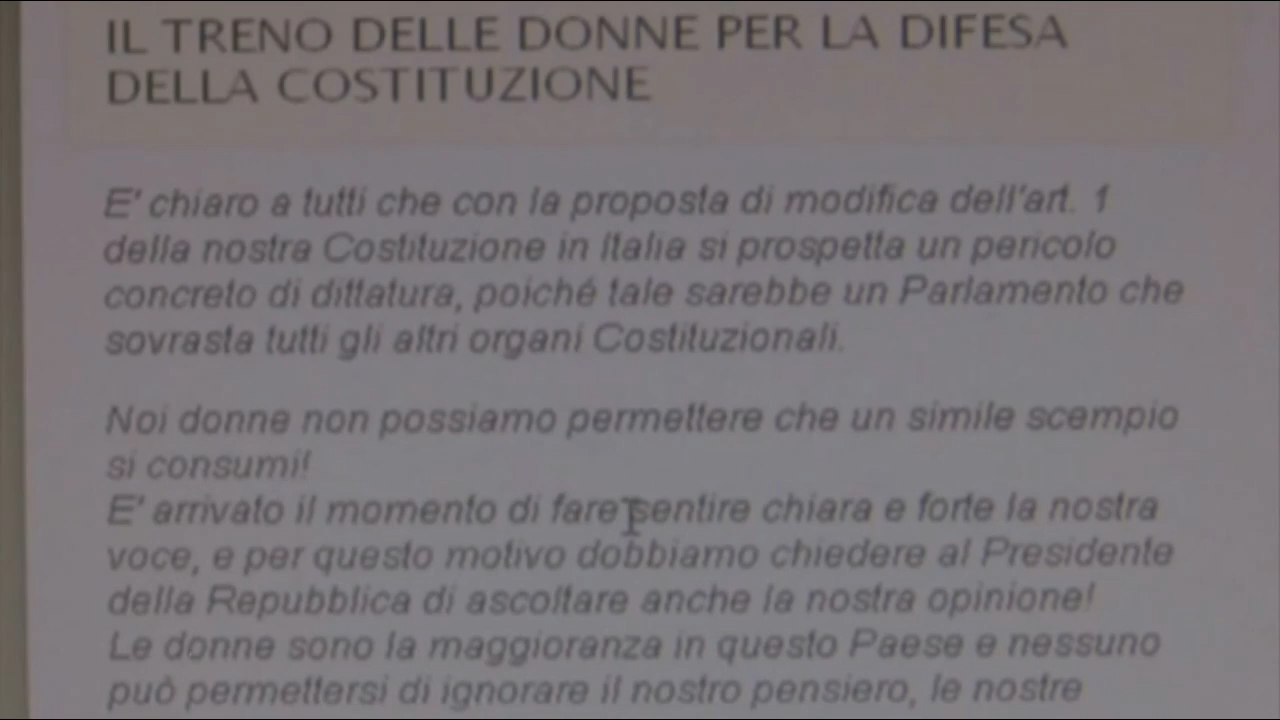 IL TRENO DELLE DONNE PER LA DIFESA
DELLA COSTITUZIONE
E' chiaro a tutti che con la proposta di modifica dell'art. 1
della nostra Costituzione in Italia si prospetta un pericolo
concreto di dittatura, poiché tale sarebbe un Parlamento che
sovrasta tutti gli altri organi Costituzionali.
Noi donne non possiamo permettere che un simile scempio
si consumi!
E' arrivato il momento di fare sentire chiara e forte la nostra
voce, e per questo motivo dobbiamo chiedere al Presidente
della Repubblica di ascoltare anche la nostra opinione!
Le donne sono la maggioranza in questo Paese e nessuno
può permettersi di ignorare il nostro pensiero, le nostre